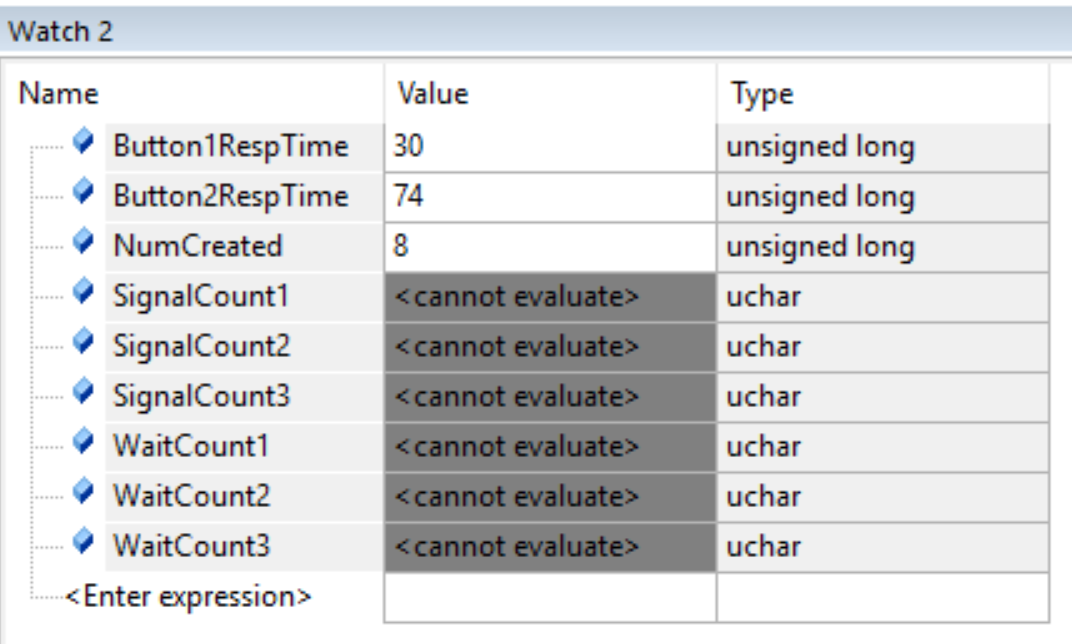 Watch 2
Name Value Type
Button1RespTime 30 unsigned long
Button2RespTime 74 unsigned long
NumCreated 8 unsigned long
SignalCount1 <cannot evaluate> uchar
SignalCount2 <cannot evaluate> uchar
SignalCount3 <cannot evaluate> uchar
WaitCount1 <cannot evaluate> uchar
WaitCount2 <cannot evaluate> uchar
WaitCount3 <cannot evaluate> uchar
<Enter expression>